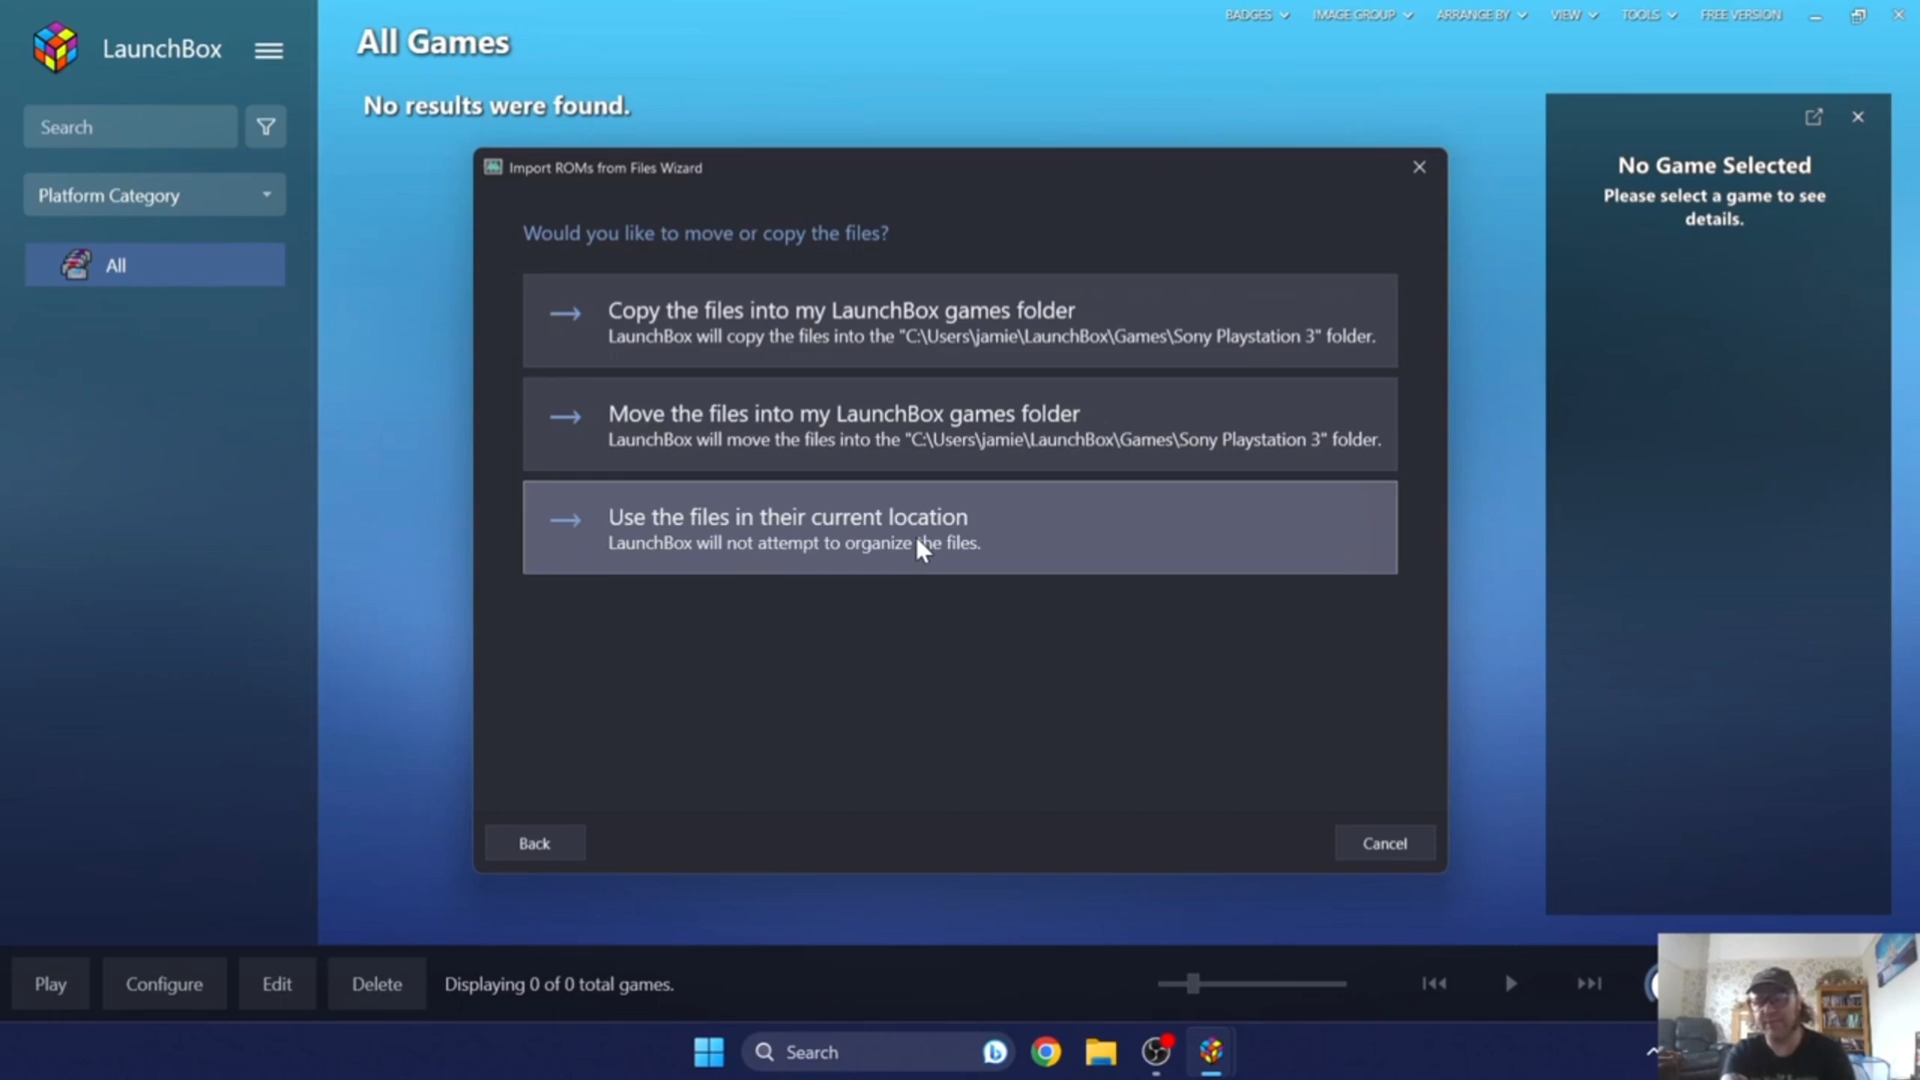 LaunchBox
Search
Platform Category
All
All Games
No results were found.
BADGES
IMAGE GROUP
ARRANGE BY
VIEW
TOOLS
FREE VERSION
Import ROMs from Files Wizard
Would you like to move or copy the files?
Copy the files into my LaunchBox games folder
LaunchBox will copy the files into the "C:\Users\jamie\LaunchBox\Games\Sony Playstation 3" folder.
Move the files into my LaunchBox games folder
LaunchBox will move the files into the "C:\Users\jamie\LaunchBox\Games\Sony Playstation 3" folder.
Use the files in their current location
LaunchBox will not attempt to organize the files.
Back
Cancel
No Game Selected
Please select a game to see
details.
Play
Configure
Edit
Delete
Displaying 0 of 0 total games.
Search